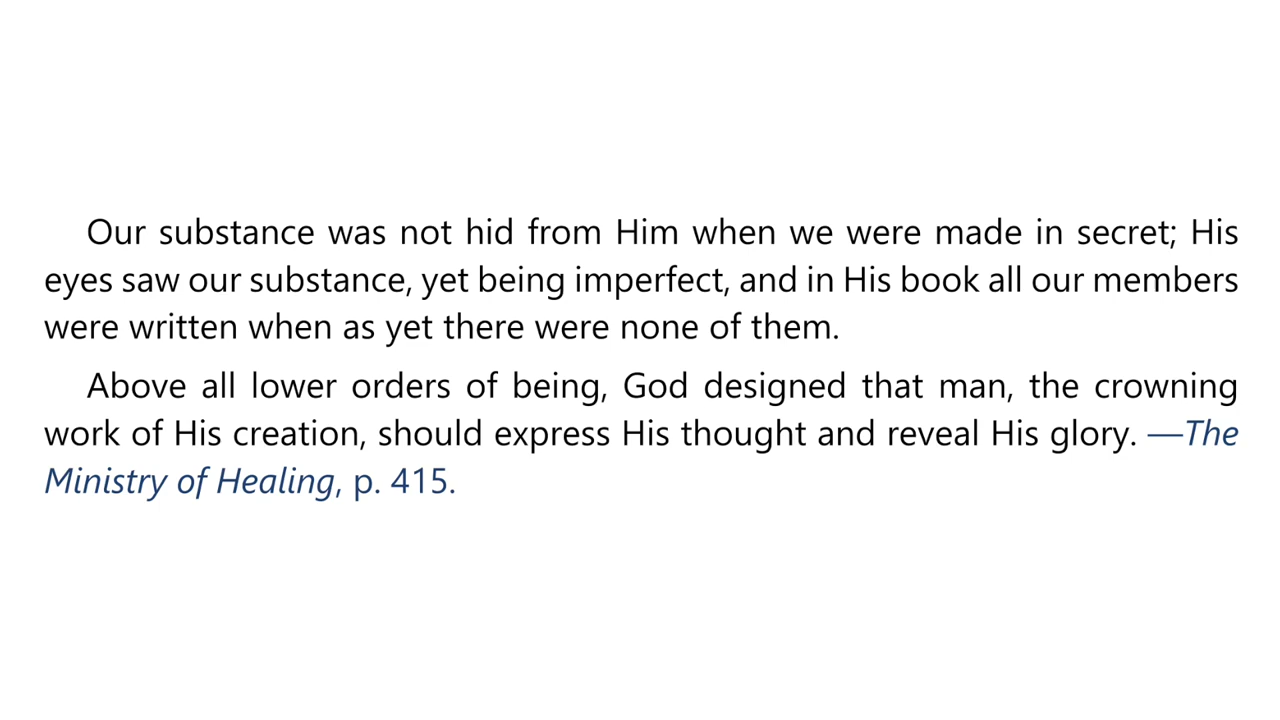 Our substance was not hid from Him when we were made in secret; His
eyes saw our substance, yet being imperfect, and in His book all our members
were written when as yet there were none of them.
Above all lower orders of being, God designed that man, the crowning
work of His creation, should express His thought and reveal His glory. —The
Ministry of Healing, p. 415.